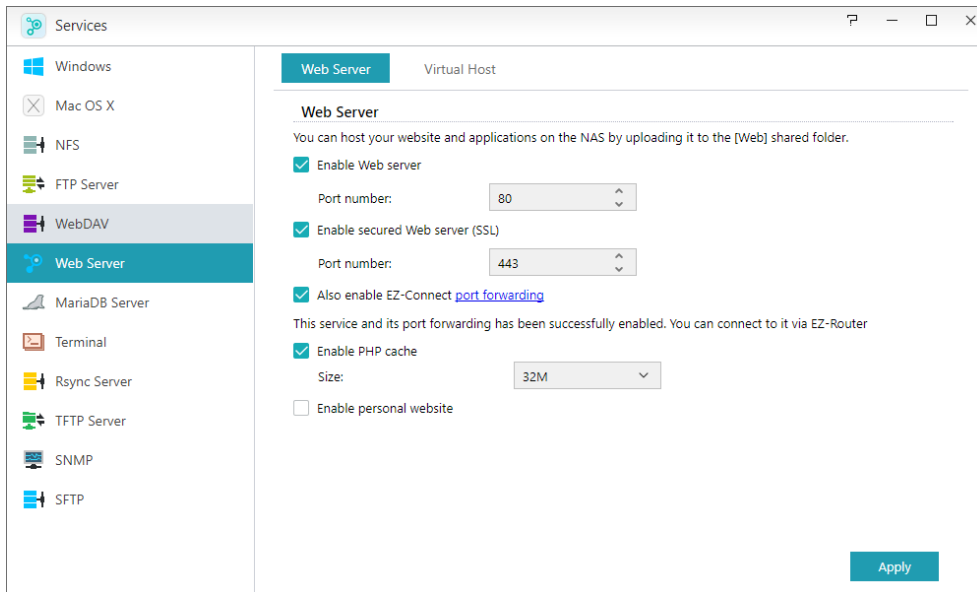 Services
Windows
Mac OS X
NFS
FTP Server
WebDAV
Web Server
MariaDB Server
Terminal
Rsync Server
TFTP Server
SNMP
SFTP
Web Server
Virtual Host
Web Server
You can host your website and applications on the NAS by uploading it to the [Web] shared folder.
Enable Web server
Port number: 80
Enable secured Web server (SSL)
Port number: 443
Also enable EZ-Connect port forwarding
This service and its port forwarding has been successfully enabled. You can connect to it via EZ-Router
Enable PHP cache
Size: 32M
Enable personal website
Apply